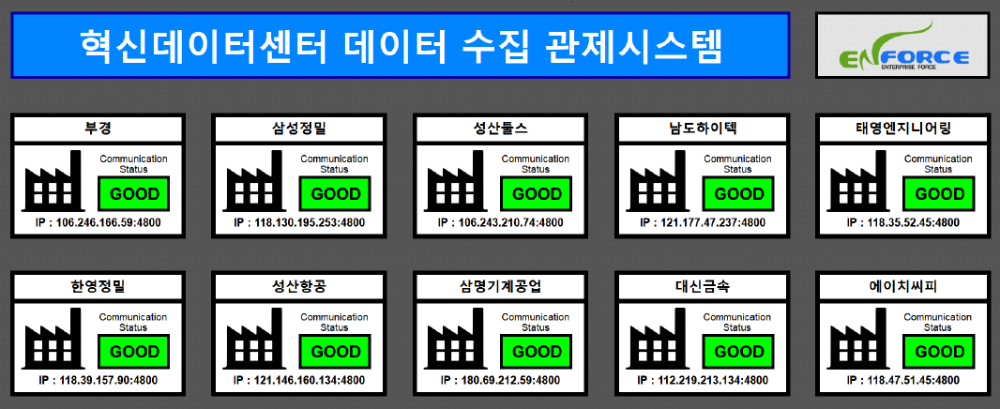 혁신데이터센터 데이터 수집 관제시스템
ENFORCE
ENTERPRISE FORCE
부경
Communication
Status
GOOD
IP : 106.246.166.59:4800
삼성정밀
Communication
Status
GOOD
IP : 118.130.195.253:4800
성산툴스
Communication
Status
GOOD
IP : 106.243.210.74:4800
남도하이텍
Communication
Status
GOOD
IP : 121.177.47.237:4800
태영엔지니어링
Communication
Status
GOOD
IP : 118.35.52.45:4800
한영정밀
Communication
Status
GOOD
IP : 118.39.157.90:4800
성산항공
Communication
Status
GOOD
IP : 121.146.160.134:4800
삼명기계공업
Communication
Status
GOOD
IP : 180.69.212.59:4800
대신금속
Communication
Status
GOOD
IP : 112.219.213.134:4800
에이치씨피
Communication
Status
GOOD
IP : 118.47.51.45:4800